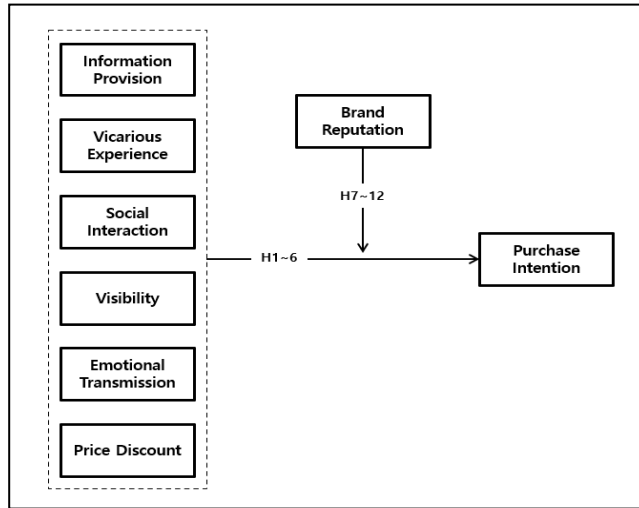 Information
Provision
Vicarious
Experience
Social
Interaction
Visibility
Emotional
Transmission
Price Discount
Brand
Reputation
H7~12
H1~6
Purchase
Intention